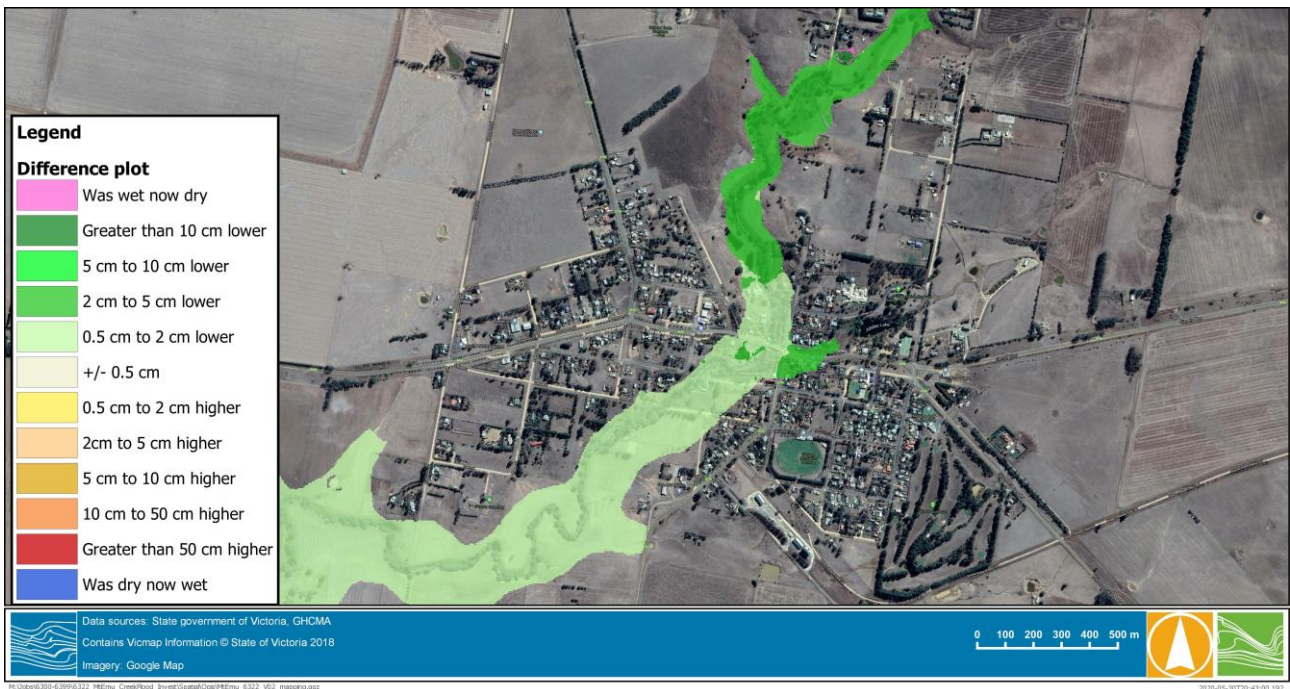 Legend
Difference plot
Was wet now dry
Greater than 10 cm lower
5 cm to 10 cm lower
2 cm to 5 cm lower
0.5 cm to 2 cm lower
+/- 0.5 cm
0.5 cm to 2 cm higher
2cm to 5 cm higher
5 cm to 10 cm higher
10 cm to 50 cm higher
Greater than 50 cm higher
Was dry now wet
Data sources: State government of Victoria, GHCMA
Contains Vicmap Information © State of Victoria 2018
Imagery: Google Map
0 100 200 300 400 500 m